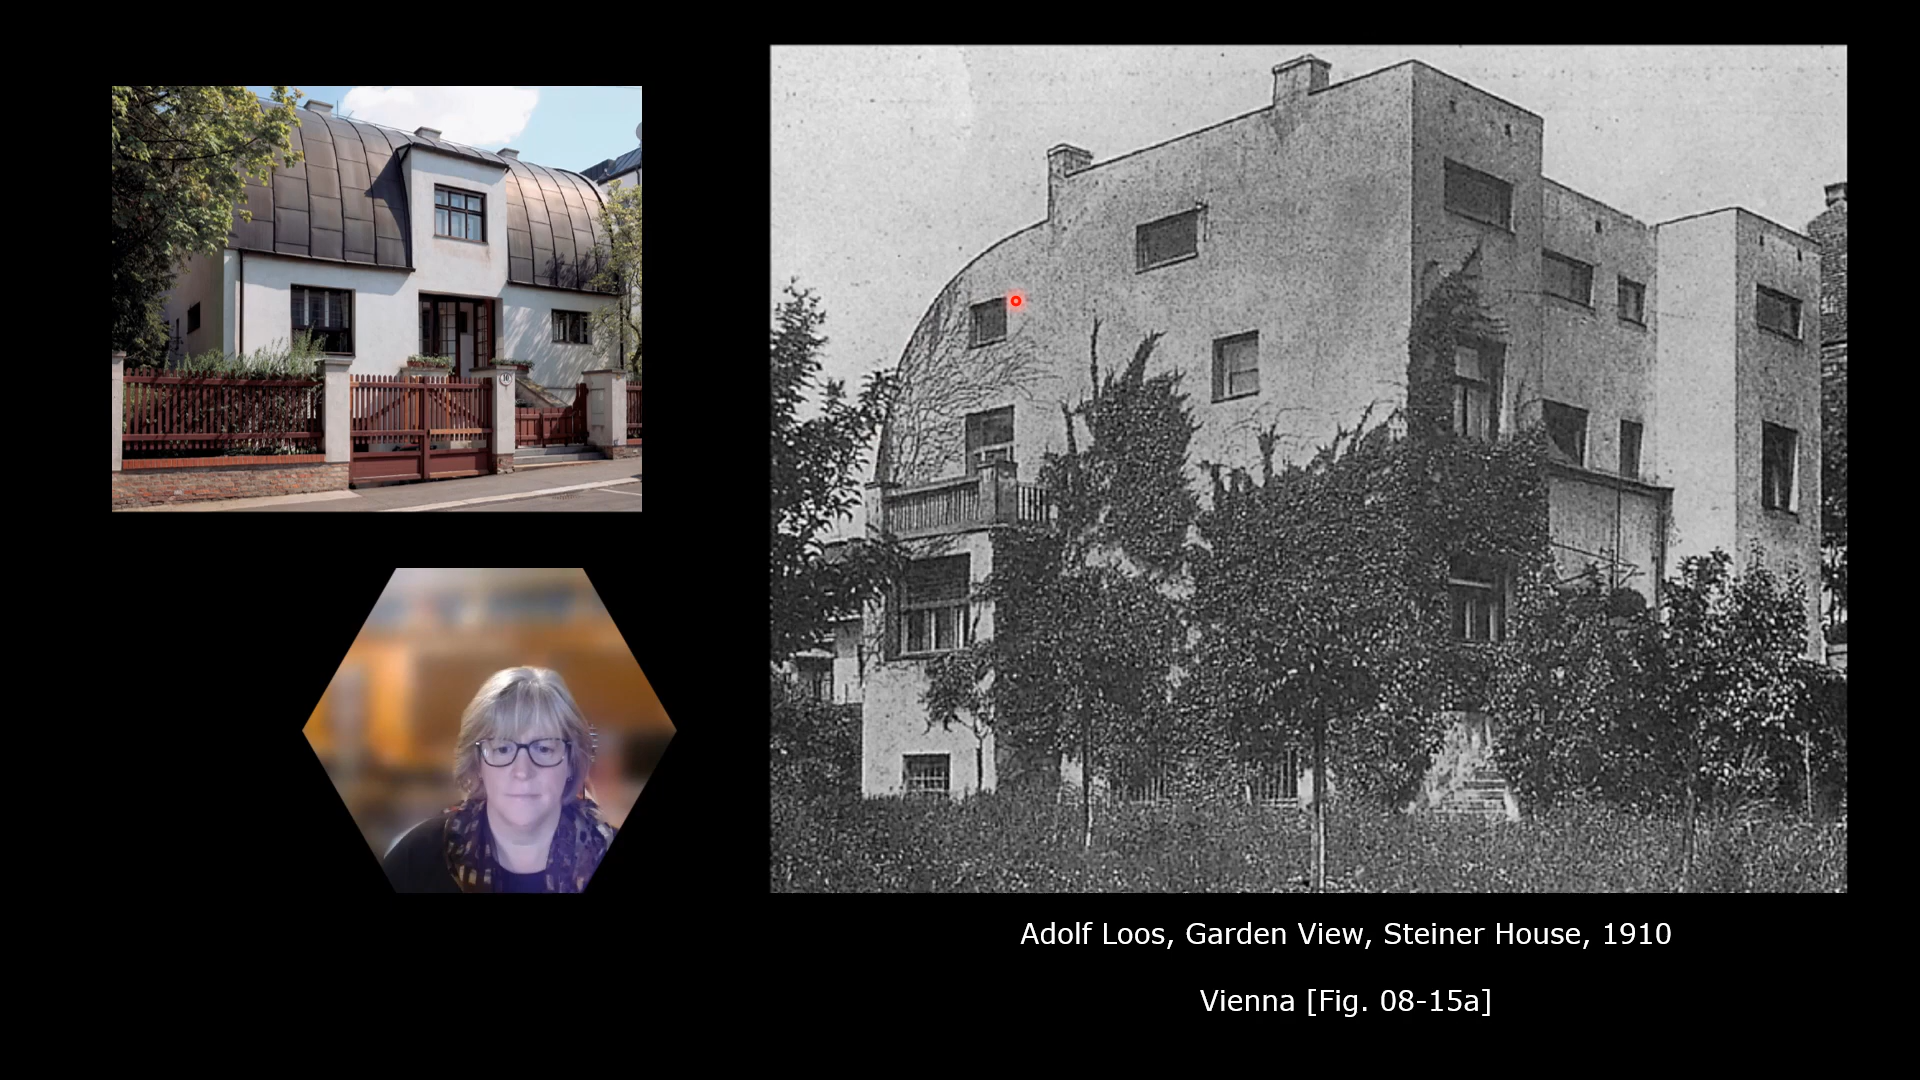 Adolf Loos, Garden View, Steiner House, 1910
Vienna [Fig. 08-15a]